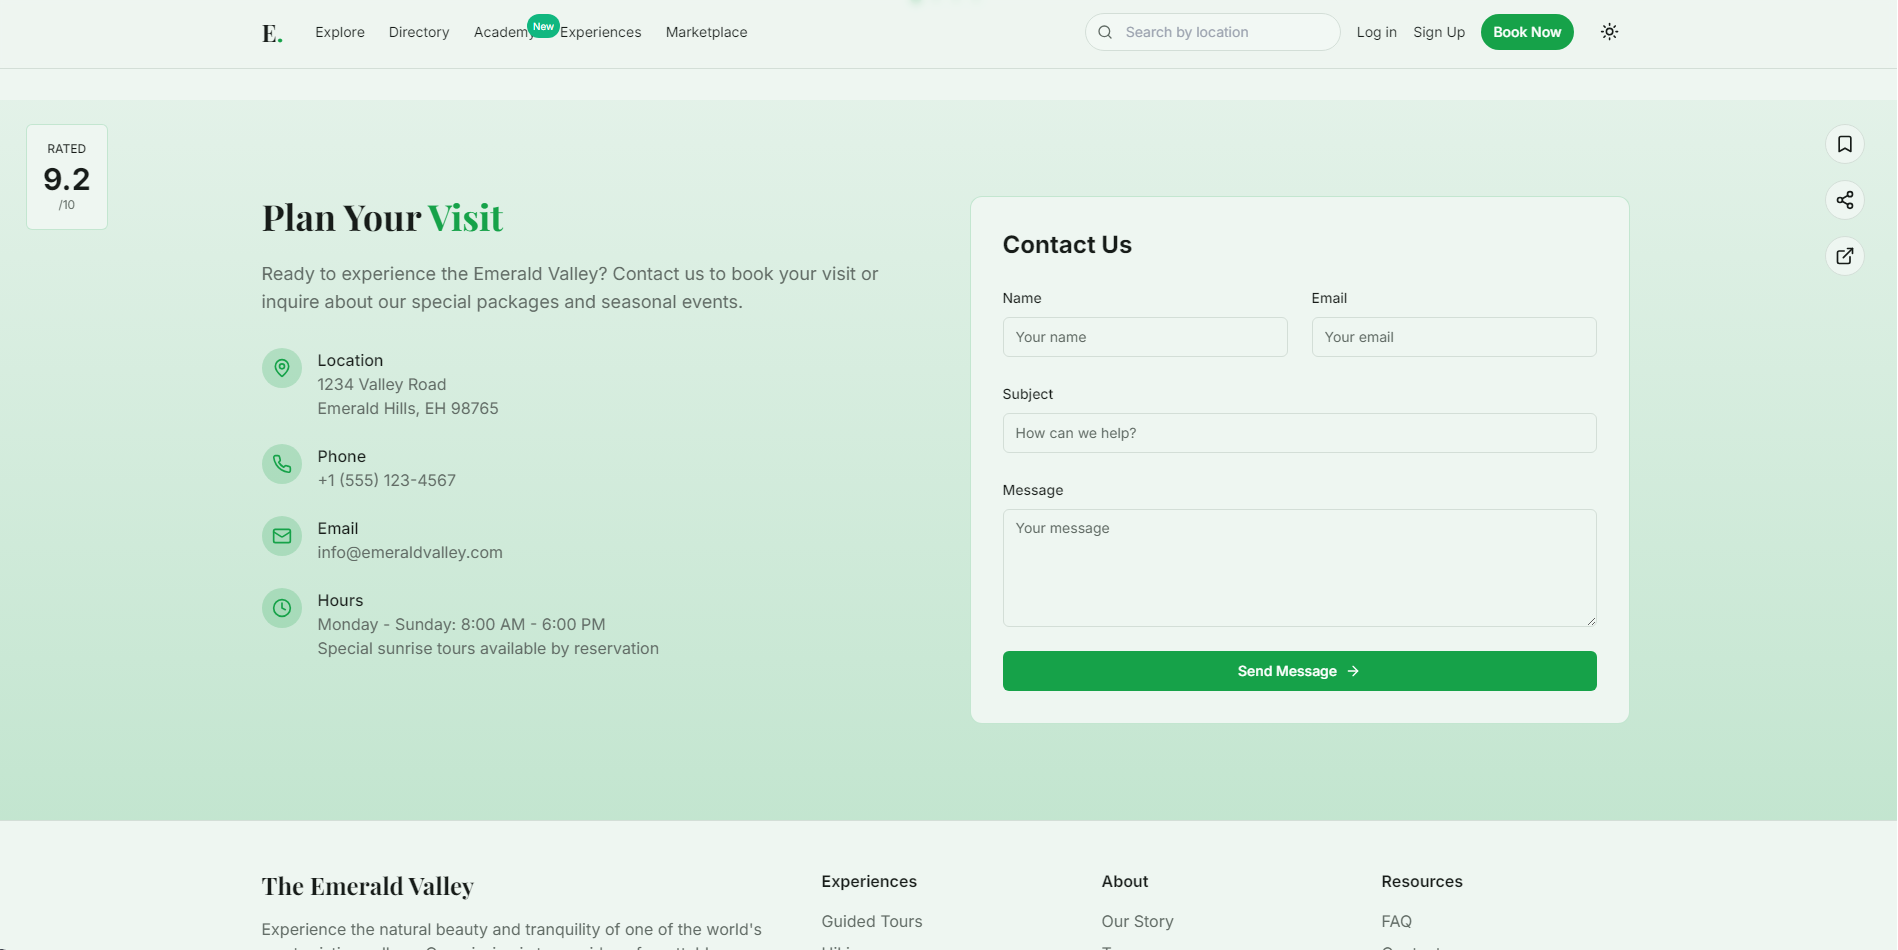 E.
Explore
Directory
Academy
New
Experiences
Marketplace
Search by location
Log in
Sign Up
Book Now
RATED
9.2
/10
Plan Your Visit
Ready to experience the Emerald Valley? Contact us to book your visit or
inquire about our special packages and seasonal events.
Location
1234 Valley Road
Emerald Hills, EH 98765
Phone
+1 (555) 123-4567
Email
info@emeraldvalley.com
Hours
Monday - Sunday: 8:00 AM - 6:00 PM
Special sunrise tours available by reservation
Contact Us
Name
Your name
Email
Your email
Subject
How can we help?
Message
Your message
Send Message
The Emerald Valley
Experience the natural beauty and tranquility of one of the world's
Experiences
Guided Tours
About
Our Story
Resources
FAQ